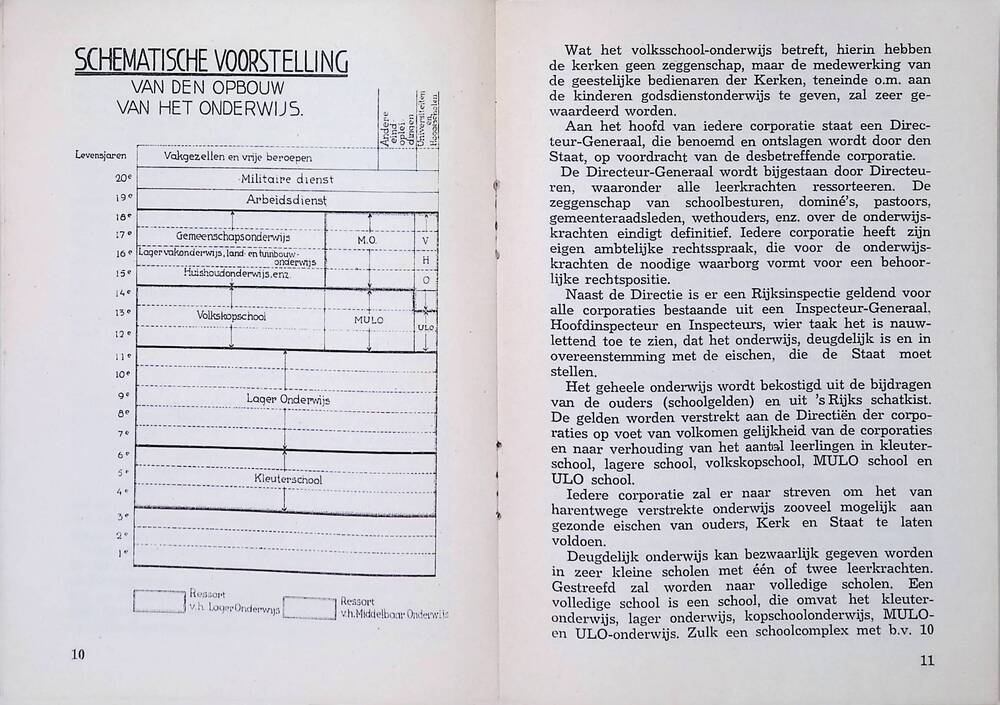 SCHEMATISCHE VOORSTELLING
VAN DEN OPBOUW
VAN HET ONDERWIJS.
Andere
eind-
oplei-
dingen
Universiteiten
en
Hoogescholen
Levensjaren
Vakgezellen en vrije beroepen
20e
Militaire dienst
19e
Arbeidsdienst
18e
17e
Gemeenschapsonderwijs
M.O.
V
16e
Lager vakonderwijs, land- en tuinbouw-
onderwijs
H
15e
Huishoudonderwijs, enz.
O
14e
13e
Volkskopschool
MULO
ULO
12e
11e
10e
9e
Lager Onderwijs
8e
7e
6e
5e
Kleuterschool
4e
3e
2e
1e
Ressort
v.h. Lager Onderwijs
Ressort
v.h. Middelbaar Onderwijs
10
Wat het volksschool-onderwijs betreft, hierin hebben
de kerken geen zeggenschap, maar de medewerking van
de geestelijke bedienaren der Kerken, teneinde o.m. aan
de kinderen godsdienstonderwijs te geven, zal zeer ge-
waardeerd worden.
Aan het hoofd van iedere corporatie staat een Direc-
teur-Generaal, die benoemd en ontslagen wordt door den
Staat, op voordracht van de desbetreffende corporatie.
De Directeur-Generaal wordt bijgestaan door Directeu-
ren, waaronder alle leerkrachten ressorteeren. De
zeggenschap van schoolbesturen, dominé's, pastoors,
gemeenteraadsleden, wethouders, enz. over de onderwijs-
krachten eindigt definitief. Iedere corporatie heeft zijn
eigen ambtelijke rechtsspraak, die voor de onderwijs-
krachten de noodige waarborg vormt voor een behoor-
lijke rechtspositie.
Naast de Directie is er een Rijksinspectie geldend voor
alle corporaties bestaande uit een Inspecteur-Generaal,
Hoofdinspecteur en Inspecteurs, wier taak het is nauw-
lettend toe te zien, dat het onderwijs, deugdelijk is en in
overeenstemming met de eischen, die de Staat moet
stellen.
Het geheele onderwijs wordt bekostigd uit de bijdragen
van de ouders (schoolgelden) en uit 's Rijks schatkist.
De gelden worden verstrekt aan de Directiën der corpo-
raties op voet van volkomen gelijkheid van de corporaties
en naar verhouding van het aantal leerlingen in kleuter-
school, lagere school, volkskopschool, MULO school en
ULO school.
Iedere corporatie zal er naar streven om het van
harentwege verstrekte onderwijs zooveel mogelijk aan
gezonde eischen van ouders, Kerk en Staat te laten
voldoen.
Deugdelijk onderwijs kan bezwaarlijk gegeven worden
in zeer kleine scholen met één of twee leerkrachten.
Gestreefd zal worden naar volledige scholen. Een
volledige school is een school, die omvat het kleuter-
onderwijs, lager onderwijs, kopschoolonderwijs, MULO-
en ULO-onderwijs. Zulk een schoolcomplex met b.v. 10
11